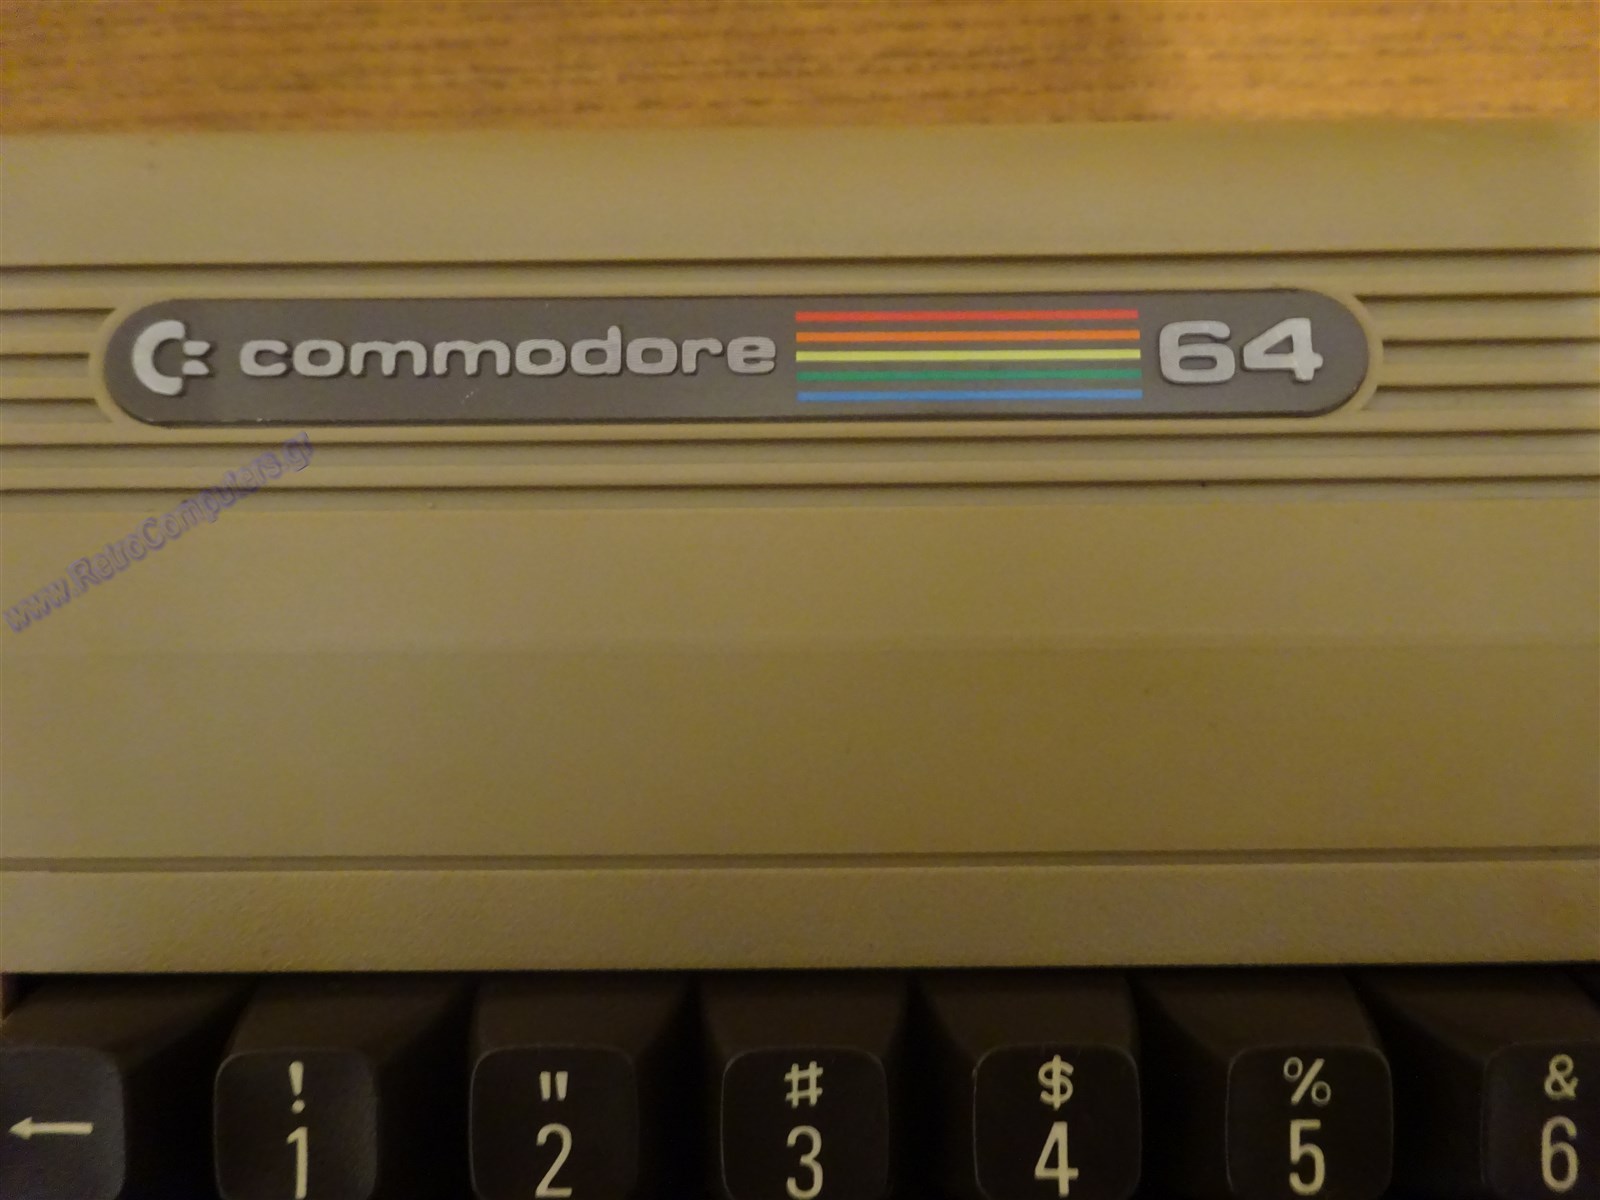 commodore 64
www.RetroComputers.gr
← ! " # $ % &
1 2 3 4 5 6